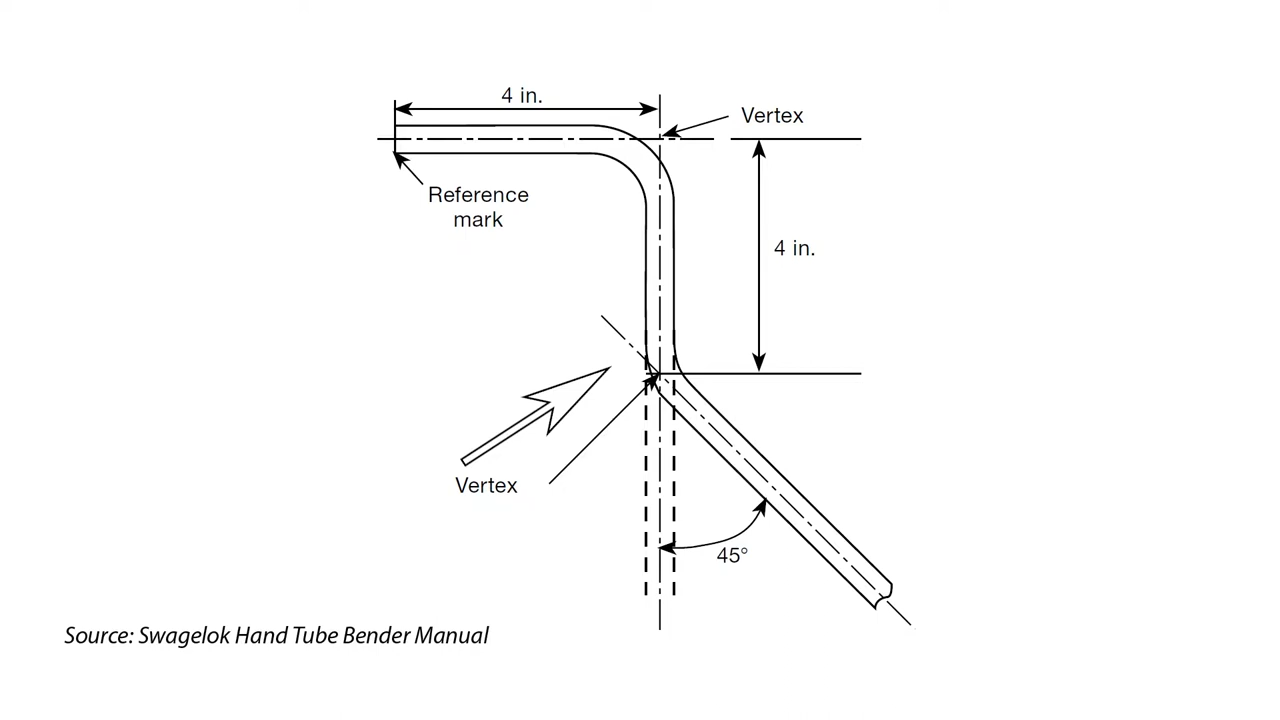 4 in.
Vertex
Reference
mark
4 in.
Vertex
45°
Source: Swagelok Hand Tube Bender Manual